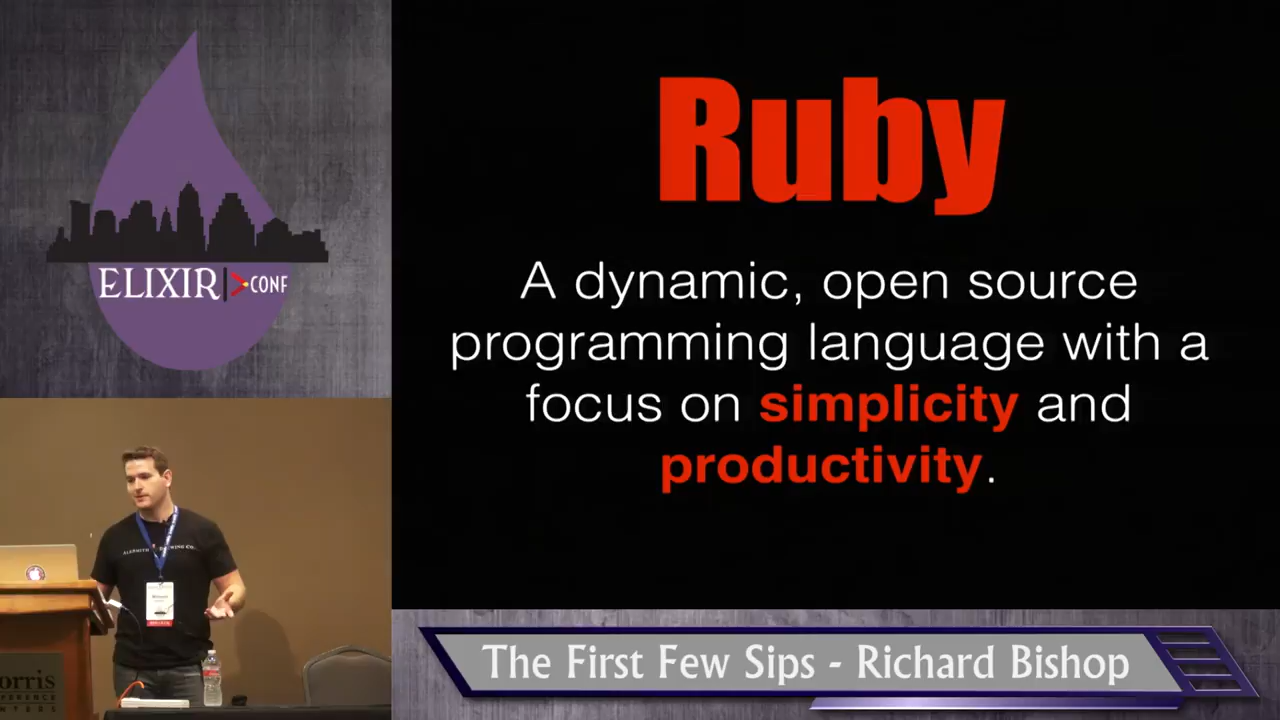 ELIXIR CONF
Ruby
A dynamic, open source
programming language with a
focus on simplicity and
productivity.
The First Few Sips - Richard Bishop